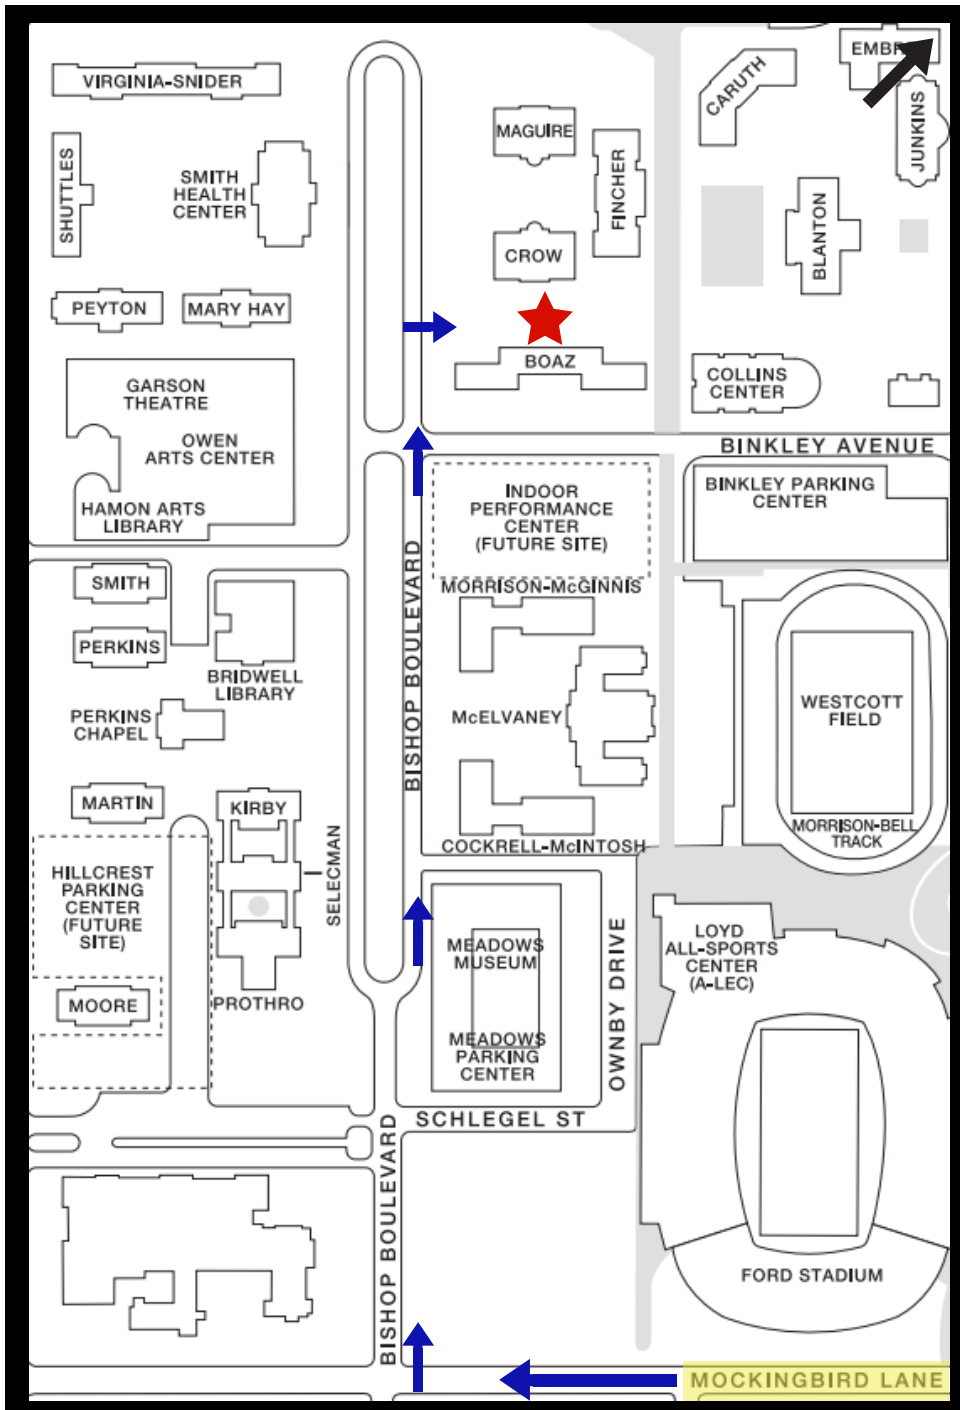 EMBR
VIRGINIA-SNIDER
CARUTH
JUNKINS
MAGUIRE
SHUTTLES
SMITH
HEALTH
CENTER
FINCHER
BLANTON
CROW
PEYTON
MARY HAY
BOAZ
GARSON
THEATRE
COLLINS
CENTER
OWEN
ARTS CENTER
BINKLEY AVENUE
HAMON ARTS
LIBRARY
INDOOR
PERFORMANCE
CENTER
(FUTURE SITE)
BINKLEY PARKING
CENTER
SMITH
MORRISON-McGINNIS
PERKINS
BRIDWELL
LIBRARY
BISHOP BOULEVARD
PERKINS
CHAPEL
McELVANEY
WESTCOTT
FIELD
MARTIN
KIRBY
MORRISON-BELL
TRACK
COCKRELL-McINTOSH
HILLCREST
PARKING
CENTER
(FUTURE
SITE)
SELECMAN
MEADOWS
MUSEUM
OWNBY DRIVE
LOYD
ALL-SPORTS
CENTER
(A-LEC)
MOORE
PROTHRO
MEADOWS
PARKING
CENTER
SCHLEGEL ST
BISHOP BOULEVARD
FORD STADIUM
MOCKINGBIRD LANE